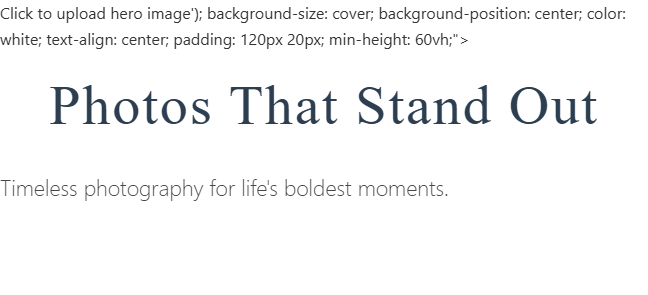 Click to upload hero image'); background-size: cover; background-position: center; color:
white; text-align: center; padding: 120px 20px; min-height: 60vh;">
Photos That Stand Out
Timeless photography for life's boldest moments.